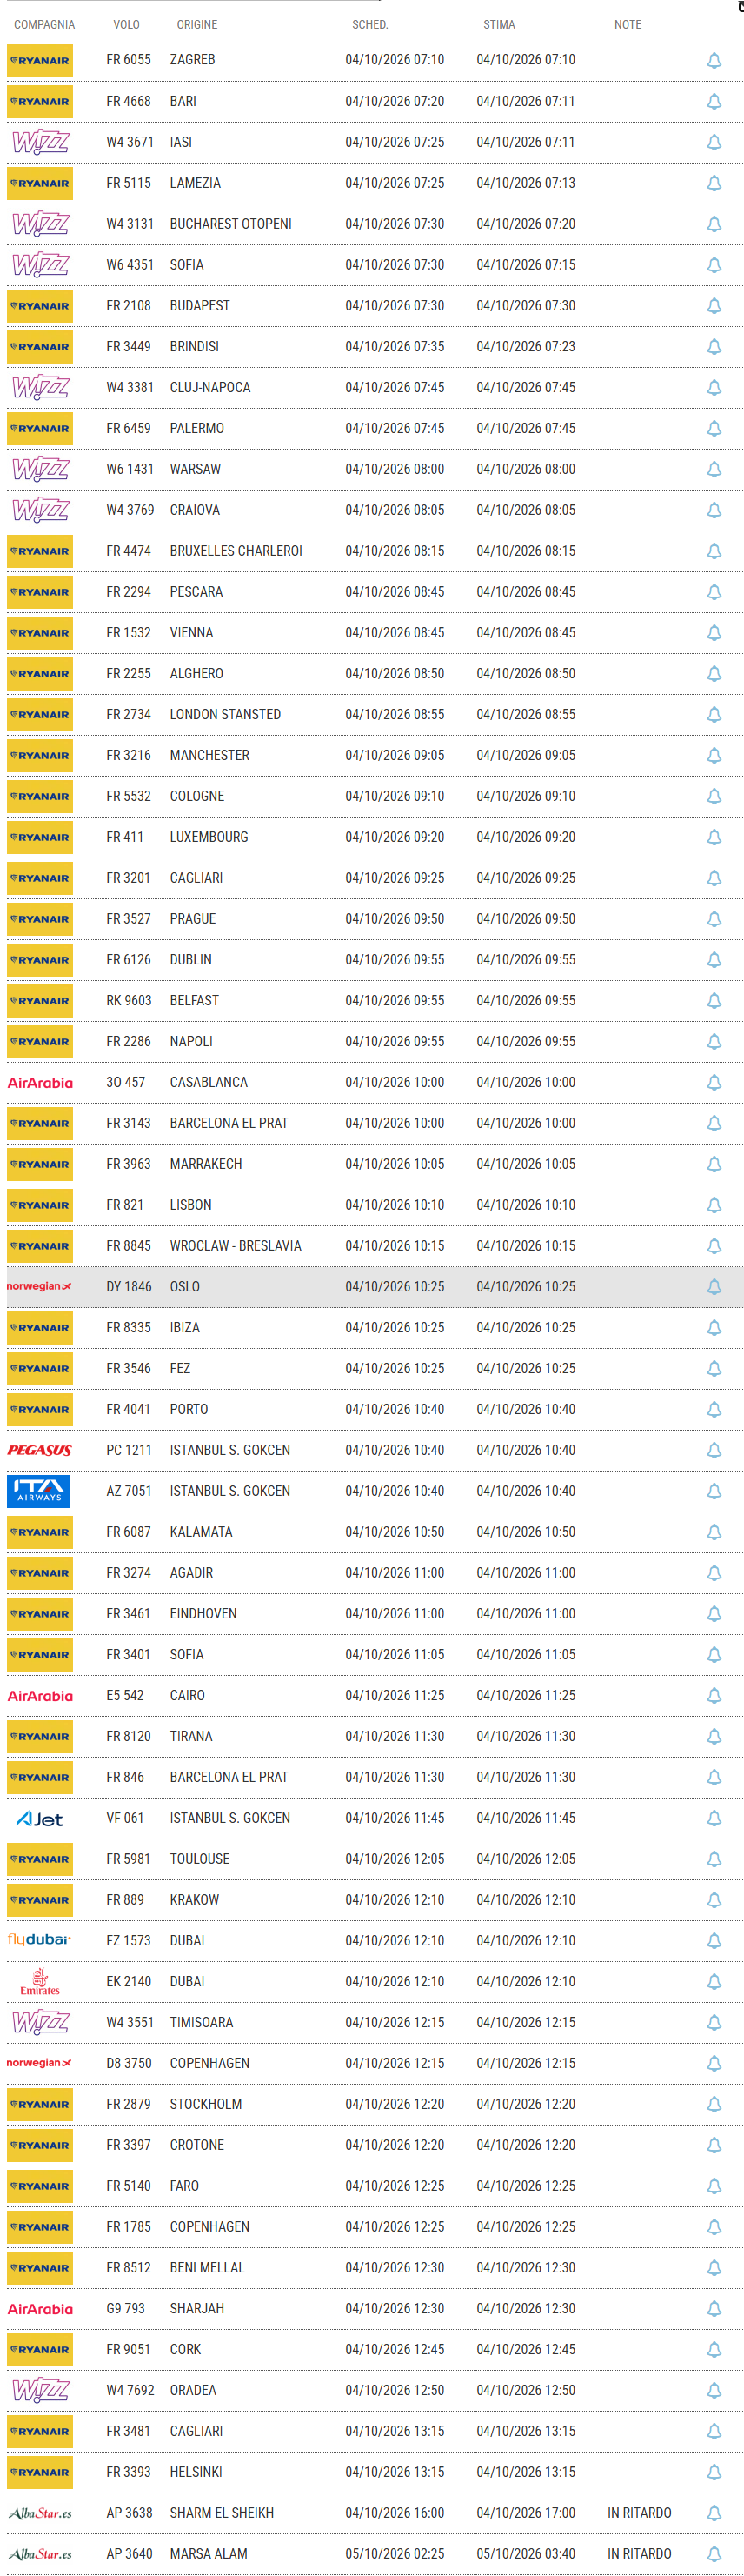 COMPAGNIA VOLO ORIGINE SCHED. STIMA NOTE
RYANAIR FR 6055 ZAGREB 04/10/2026 07:10 04/10/2026 07:10
RYANAIR FR 4668 BARI 04/10/2026 07:20 04/10/2026 07:11
WIZZ W4 3671 IASI 04/10/2026 07:25 04/10/2026 07:11
RYANAIR FR 5115 LAMEZIA 04/10/2026 07:25 04/10/2026 07:13
WIZZ W4 3131 BUCHAREST OTOPENI 04/10/2026 07:30 04/10/2026 07:20
WIZZ W6 4351 SOFIA 04/10/2026 07:30 04/10/2026 07:15
RYANAIR FR 2108 BUDAPEST 04/10/2026 07:30 04/10/2026 07:30
RYANAIR FR 3449 BRINDISI 04/10/2026 07:35 04/10/2026 07:23
WIZZ W4 3381 CLUJ-NAPOCA 04/10/2026 07:45 04/10/2026 07:45
RYANAIR FR 6459 PALERMO 04/10/2026 07:45 04/10/2026 07:45
WIZZ W6 1431 WARSAW 04/10/2026 08:00 04/10/2026 08:00
WIZZ W4 3769 CRAIOVA 04/10/2026 08:05 04/10/2026 08:05
RYANAIR FR 4474 BRUXELLES CHARLEROI 04/10/2026 08:15 04/10/2026 08:15
RYANAIR FR 2294 PESCARA 04/10/2026 08:45 04/10/2026 08:45
RYANAIR FR 1532 VIENNA 04/10/2026 08:45 04/10/2026 08:45
RYANAIR FR 2255 ALGHERO 04/10/2026 08:50 04/10/2026 08:50
RYANAIR FR 2734 LONDON STANSTED 04/10/2026 08:55 04/10/2026 08:55
RYANAIR FR 3216 MANCHESTER 04/10/2026 09:05 04/10/2026 09:05
RYANAIR FR 5532 COLOGNE 04/10/2026 09:10 04/10/2026 09:10
RYANAIR FR 411 LUXEMBOURG 04/10/2026 09:20 04/10/2026 09:20
RYANAIR FR 3201 CAGLIARI 04/10/2026 09:25 04/10/2026 09:25
RYANAIR FR 3527 PRAGUE 04/10/2026 09:50 04/10/2026 09:50
RYANAIR FR 6126 DUBLIN 04/10/2026 09:55 04/10/2026 09:55
RYANAIR RK 9603 BELFAST 04/10/2026 09:55 04/10/2026 09:55
RYANAIR FR 2286 NAPOLI 04/10/2026 09:55 04/10/2026 09:55
AirArabia 3O 457 CASABLANCA 04/10/2026 10:00 04/10/2026 10:00
RYANAIR FR 3143 BARCELONA EL PRAT 04/10/2026 10:00 04/10/2026 10:00
RYANAIR FR 3963 MARRAKECH 04/10/2026 10:05 04/10/2026 10:05
RYANAIR FR 821 LISBON 04/10/2026 10:10 04/10/2026 10:10
RYANAIR FR 8845 WROCLAW - BRESLAVIA 04/10/2026 10:15 04/10/2026 10:15
norwegian DY 1846 OSLO 04/10/2026 10:25 04/10/2026 10:25
RYANAIR FR 8335 IBIZA 04/10/2026 10:25 04/10/2026 10:25
RYANAIR FR 3546 FEZ 04/10/2026 10:25 04/10/2026 10:25
RYANAIR FR 4041 PORTO 04/10/2026 10:40 04/10/2026 10:40
PEGASUS PC 1211 ISTANBUL S. GOKCEN 04/10/2026 10:40 04/10/2026 10:40
ITA AIRWAYS AZ 7051 ISTANBUL S. GOKCEN 04/10/2026 10:40 04/10/2026 10:40
RYANAIR FR 6087 KALAMATA 04/10/2026 10:50 04/10/2026 10:50
RYANAIR FR 3274 AGADIR 04/10/2026 11:00 04/10/2026 11:00
RYANAIR FR 3461 EINDHOVEN 04/10/2026 11:00 04/10/2026 11:00
RYANAIR FR 3401 SOFIA 04/10/2026 11:05 04/10/2026 11:05
AirArabia E5 542 CAIRO 04/10/2026 11:25 04/10/2026 11:25
RYANAIR FR 8120 TIRANA 04/10/2026 11:30 04/10/2026 11:30
RYANAIR FR 846 BARCELONA EL PRAT 04/10/2026 11:30 04/10/2026 11:30
AJet VF 061 ISTANBUL S. GOKCEN 04/10/2026 11:45 04/10/2026 11:45
RYANAIR FR 5981 TOULOUSE 04/10/2026 12:05 04/10/2026 12:05
RYANAIR FR 889 KRAKOW 04/10/2026 12:10 04/10/2026 12:10
flydubai FZ 1573 DUBAI 04/10/2026 12:10 04/10/2026 12:10
Emirates EK 2140 DUBAI 04/10/2026 12:10 04/10/2026 12:10
WIZZ W4 3551 TIMISOARA 04/10/2026 12:15 04/10/2026 12:15
norwegian D8 3750 COPENHAGEN 04/10/2026 12:15 04/10/2026 12:15
RYANAIR FR 2879 STOCKHOLM 04/10/2026 12:20 04/10/2026 12:20
RYANAIR FR 3397 CROTONE 04/10/2026 12:20 04/10/2026 12:20
RYANAIR FR 5140 FARO 04/10/2026 12:25 04/10/2026 12:25
RYANAIR FR 1785 COPENHAGEN 04/10/2026 12:25 04/10/2026 12:25
RYANAIR FR 8512 BENI MELLAL 04/10/2026 12:30 04/10/2026 12:30
AirArabia G9 793 SHARJAH 04/10/2026 12:30 04/10/2026 12:30
RYANAIR FR 9051 CORK 04/10/2026 12:45 04/10/2026 12:45
WIZZ W4 7692 ORADEA 04/10/2026 12:50 04/10/2026 12:50
RYANAIR FR 3481 CAGLIARI 04/10/2026 13:15 04/10/2026 13:15
RYANAIR FR 3393 HELSINKI 04/10/2026 13:15 04/10/2026 13:15
AlbaStar.es AP 3638 SHARM EL SHEIKH 04/10/2026 16:00 04/10/2026 17:00 IN RITARDO
AlbaStar.es AP 3640 MARSA ALAM 05/10/2026 02:25 05/10/2026 03:40 IN RITARDO